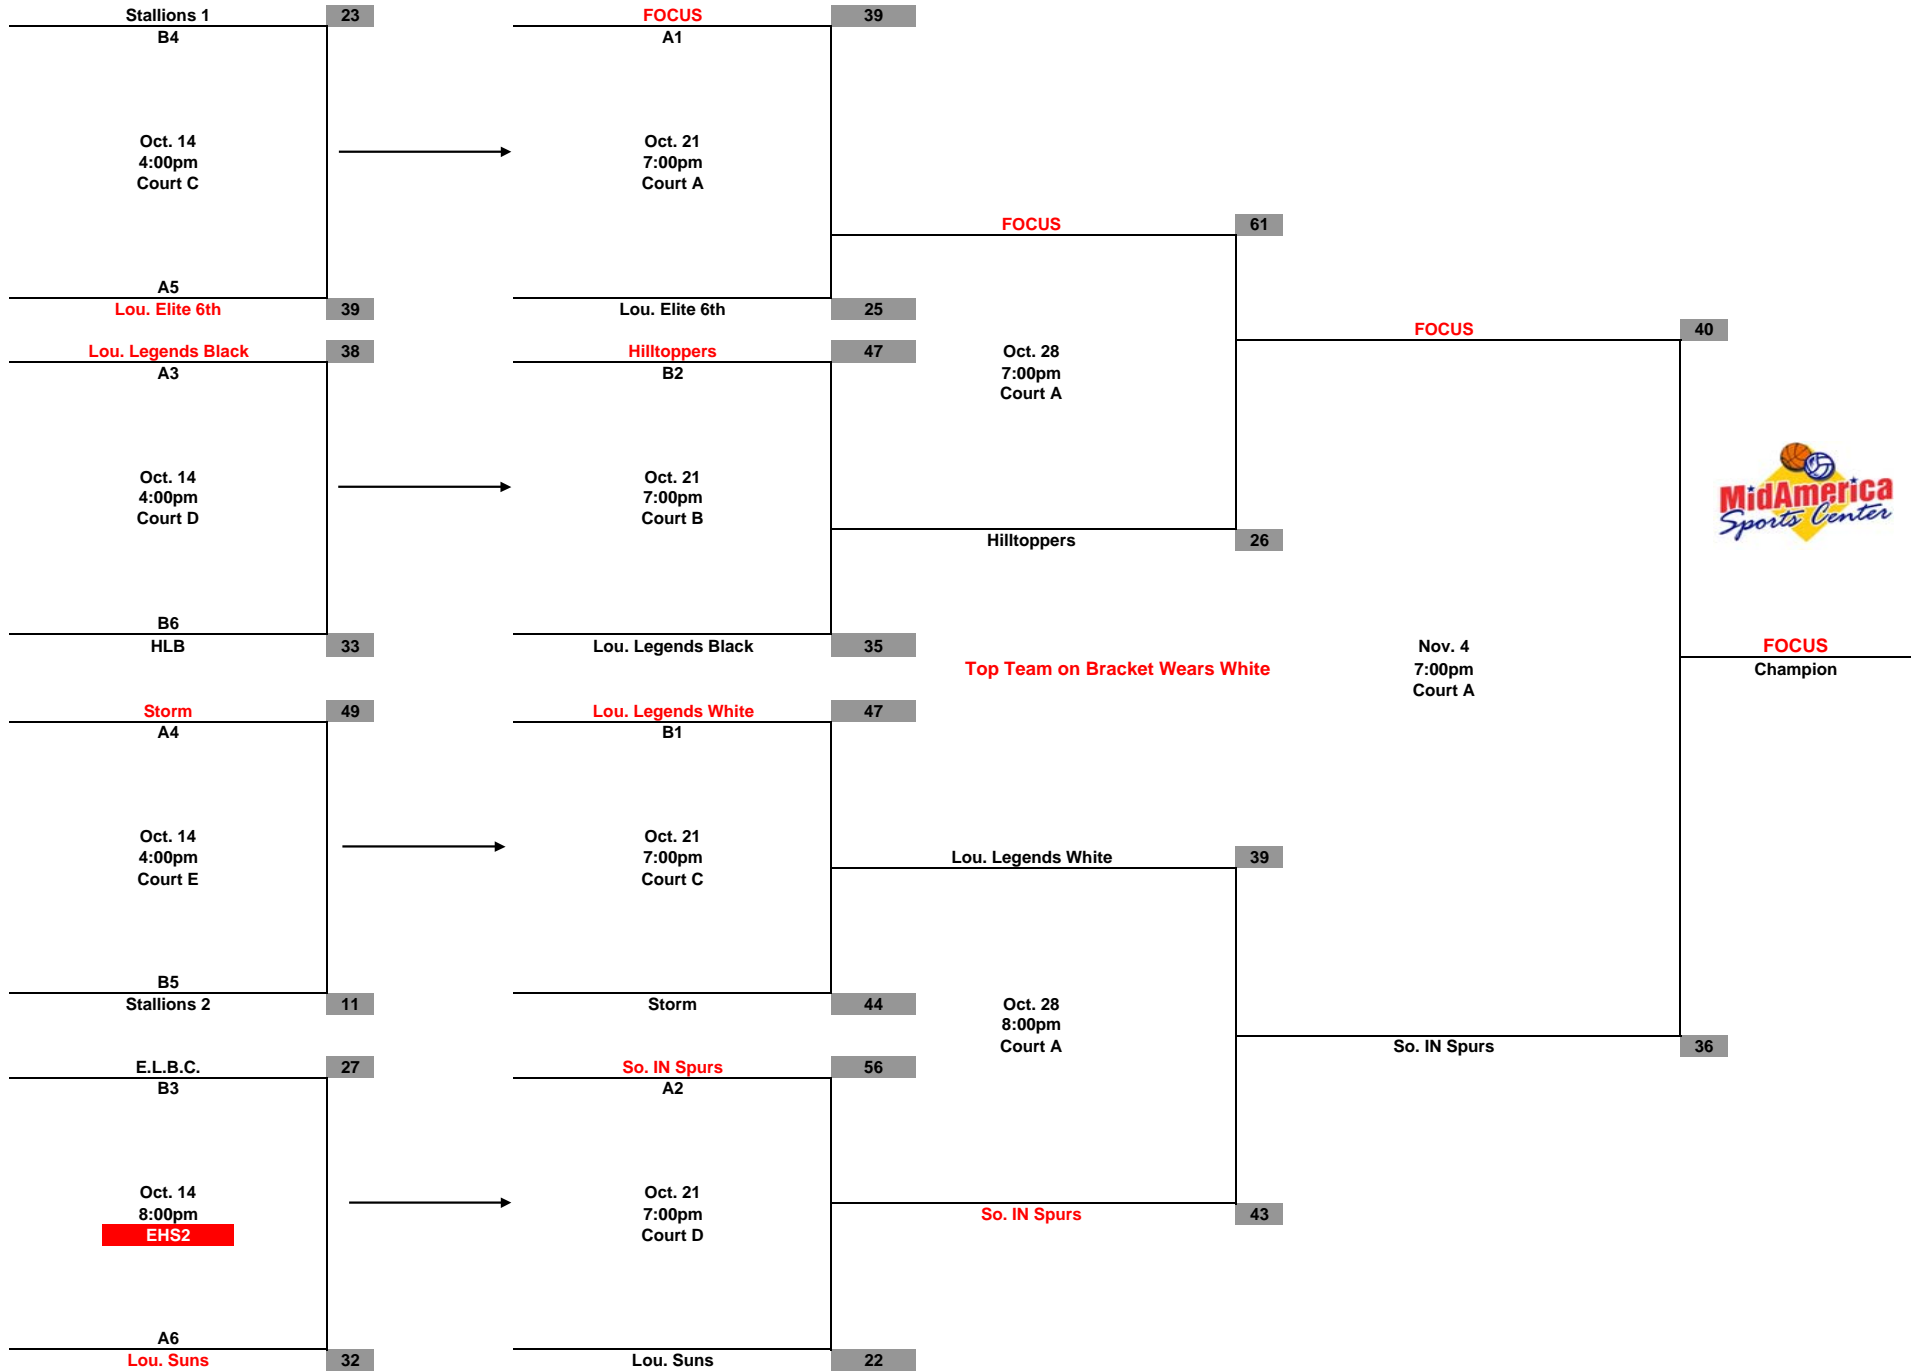 Stallions 1 23
B4
Oct. 14
4:00pm
Court C
A5
Lou. Elite 6th 39
Lou. Legends Black 38
A3
Oct. 14
4:00pm
Court D
B6
HLB 33
Storm 49
A4
Oct. 14
4:00pm
Court E
B5
Stallions 2 11
E.L.B.C. 27
B3
Oct. 14
8:00pm
EHS2
A6
Lou. Suns 32
FOCUS 39
A1
Oct. 21
7:00pm
Court A
Lou. Elite 6th 25
Hilltoppers 47
B2
Oct. 21
7:00pm
Court B
Lou. Legends Black 35
Lou. Legends White 47
B1
Oct. 21
7:00pm
Court C
Storm 44
So. IN Spurs 56
A2
Oct. 21
7:00pm
Court D
Lou. Suns 22
FOCUS 61
Oct. 28
7:00pm
Court A
Hilltoppers 26
Top Team on Bracket Wears White
Lou. Legends White 39
Oct. 28
8:00pm
Court A
So. IN Spurs 43
FOCUS 40
Nov. 4
7:00pm
Court A
So. IN Spurs 36
MidAmerica
Sports Center
FOCUS
Champion